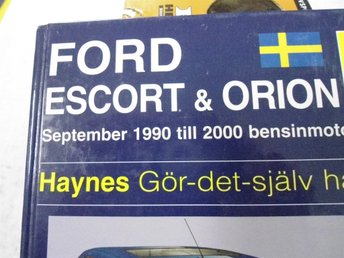 FORD
ESCORT & ORION
September 1990 till 2000 bensinmoto
Haynes Gör-det-själv ha